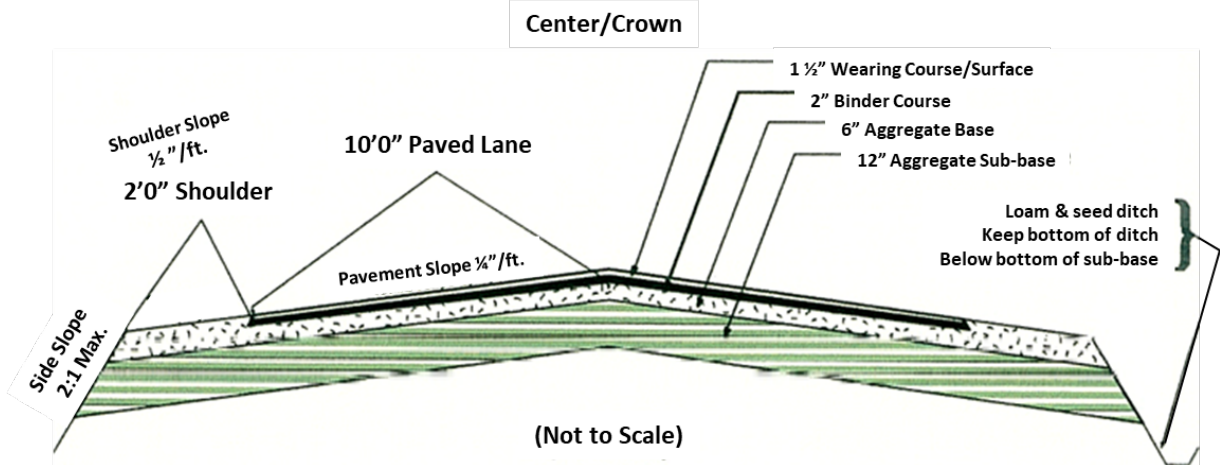 Center/Crown
1 ½” Wearing Course/Surface
2” Binder Course
6” Aggregate Base
12” Aggregate Sub-base
Shoulder Slope
½ ”/ft.
2’0” Shoulder
10’0” Paved Lane
Loam & seed ditch
Keep bottom of ditch
Below bottom of sub-base
Pavement Slope ¼”/ft.
Side Slope
2:1 Max.
(Not to Scale)